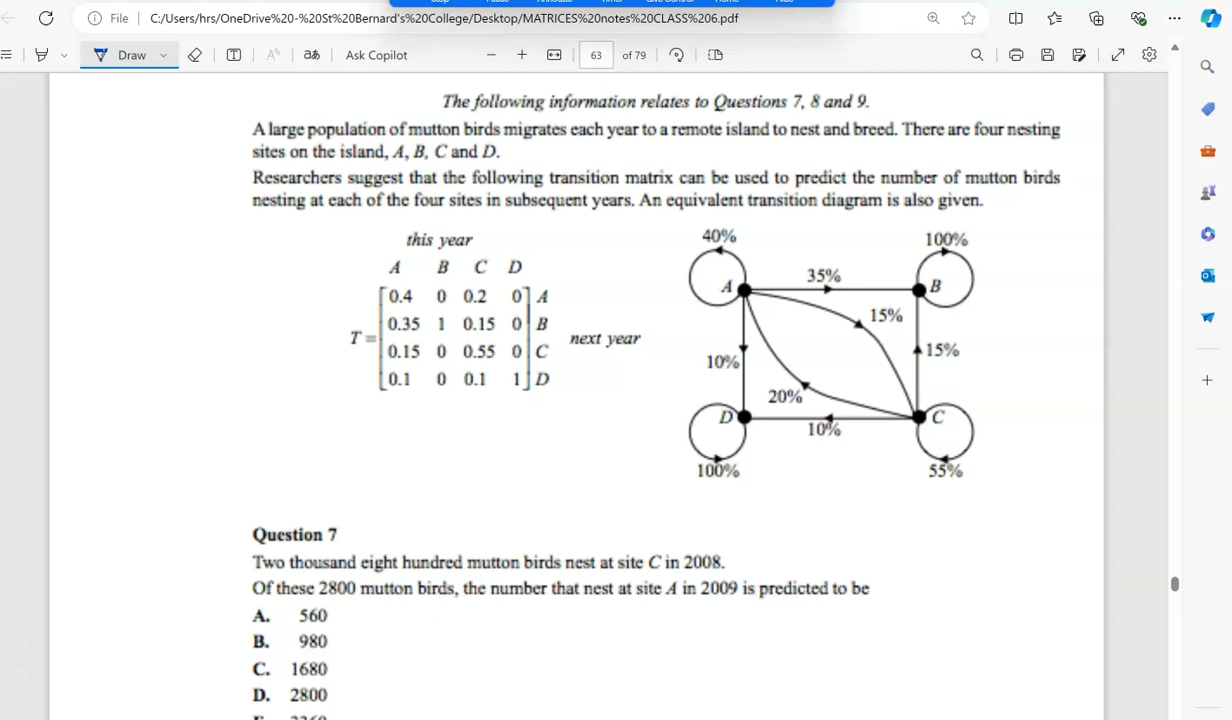 File C:/Users/hrs/OneDrive%20-%20St%20Bernard's%20College/Desktop/MATRICES%20notes%20CLASS%206.pdf
Draw aあ Ask Copilot 63 of 79
The following information relates to Questions 7, 8 and 9.
A large population of mutton birds migrates each year to a remote island to nest and breed. There are four nesting
sites on the island, A, B, C and D.
Researchers suggest that the following transition matrix can be used to predict the number of mutton birds
nesting at each of the four sites in subsequent years. An equivalent transition diagram is also given.
this year
A B C D
0.4 0 0.2 0 A
0.35 1 0.15 0 B
T = next year
0.15 0 0.55 0 C
0.1 0 0.1 1 D
40% 100%
35%
A B
15%
10% 15%
20%
D C
10%
100% 55%
Question 7
Two thousand eight hundred mutton birds nest at site C in 2008.
Of these 2800 mutton birds, the number that nest at site A in 2009 is predicted to be
A. 560
B. 980
C. 1680
D. 2800